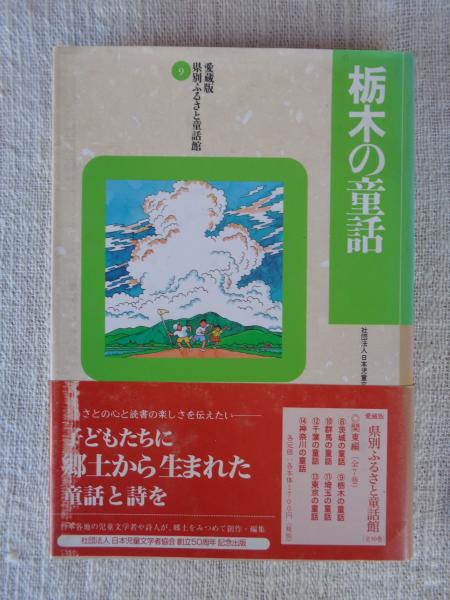 栃木の童話
愛蔵版
県別ふるさと童話館
9
社団法人日本児童文
さとの心と読書の楽しさを伝えたい――
子どもたちに
郷土から生まれた
童話と詩を
日本各地の児童文学者や詩人が、郷土をみつめて創作・編集
社団法人 日本児童文学者協会 創立50周年 記念出版
愛蔵版
県別ふるさと童話館
◎関東編(全7巻)
⑧茨城の童話 ⑨栃木の童話
⑩群馬の童話 ⑪埼玉の童話
⑫千葉の童話 ⑬東京の童話
⑭神奈川の童話